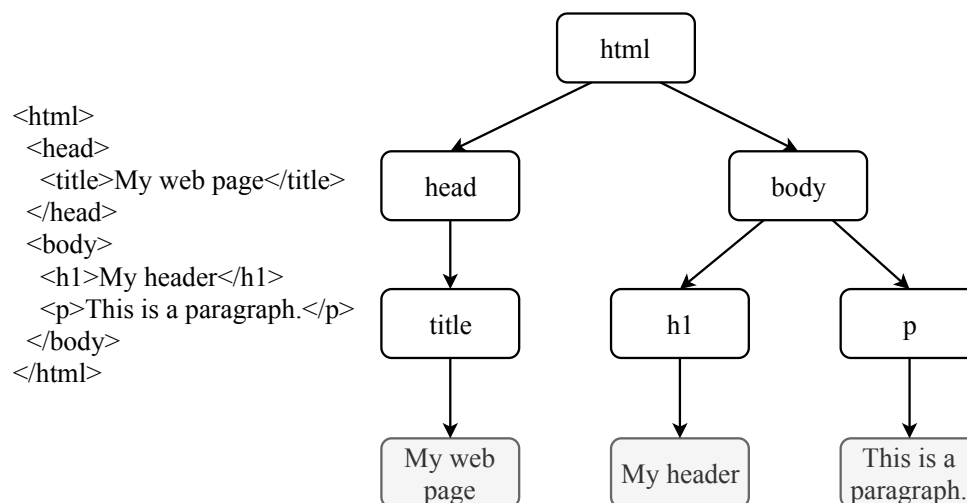 <html>
<head>
<title>My web page</title>
</head>
<body>
<h1>My header</h1>
<p>This is a paragraph.</p>
</body>
</html>
html
head
body
title
h1
p
My web
page
My header
This is a
paragraph.